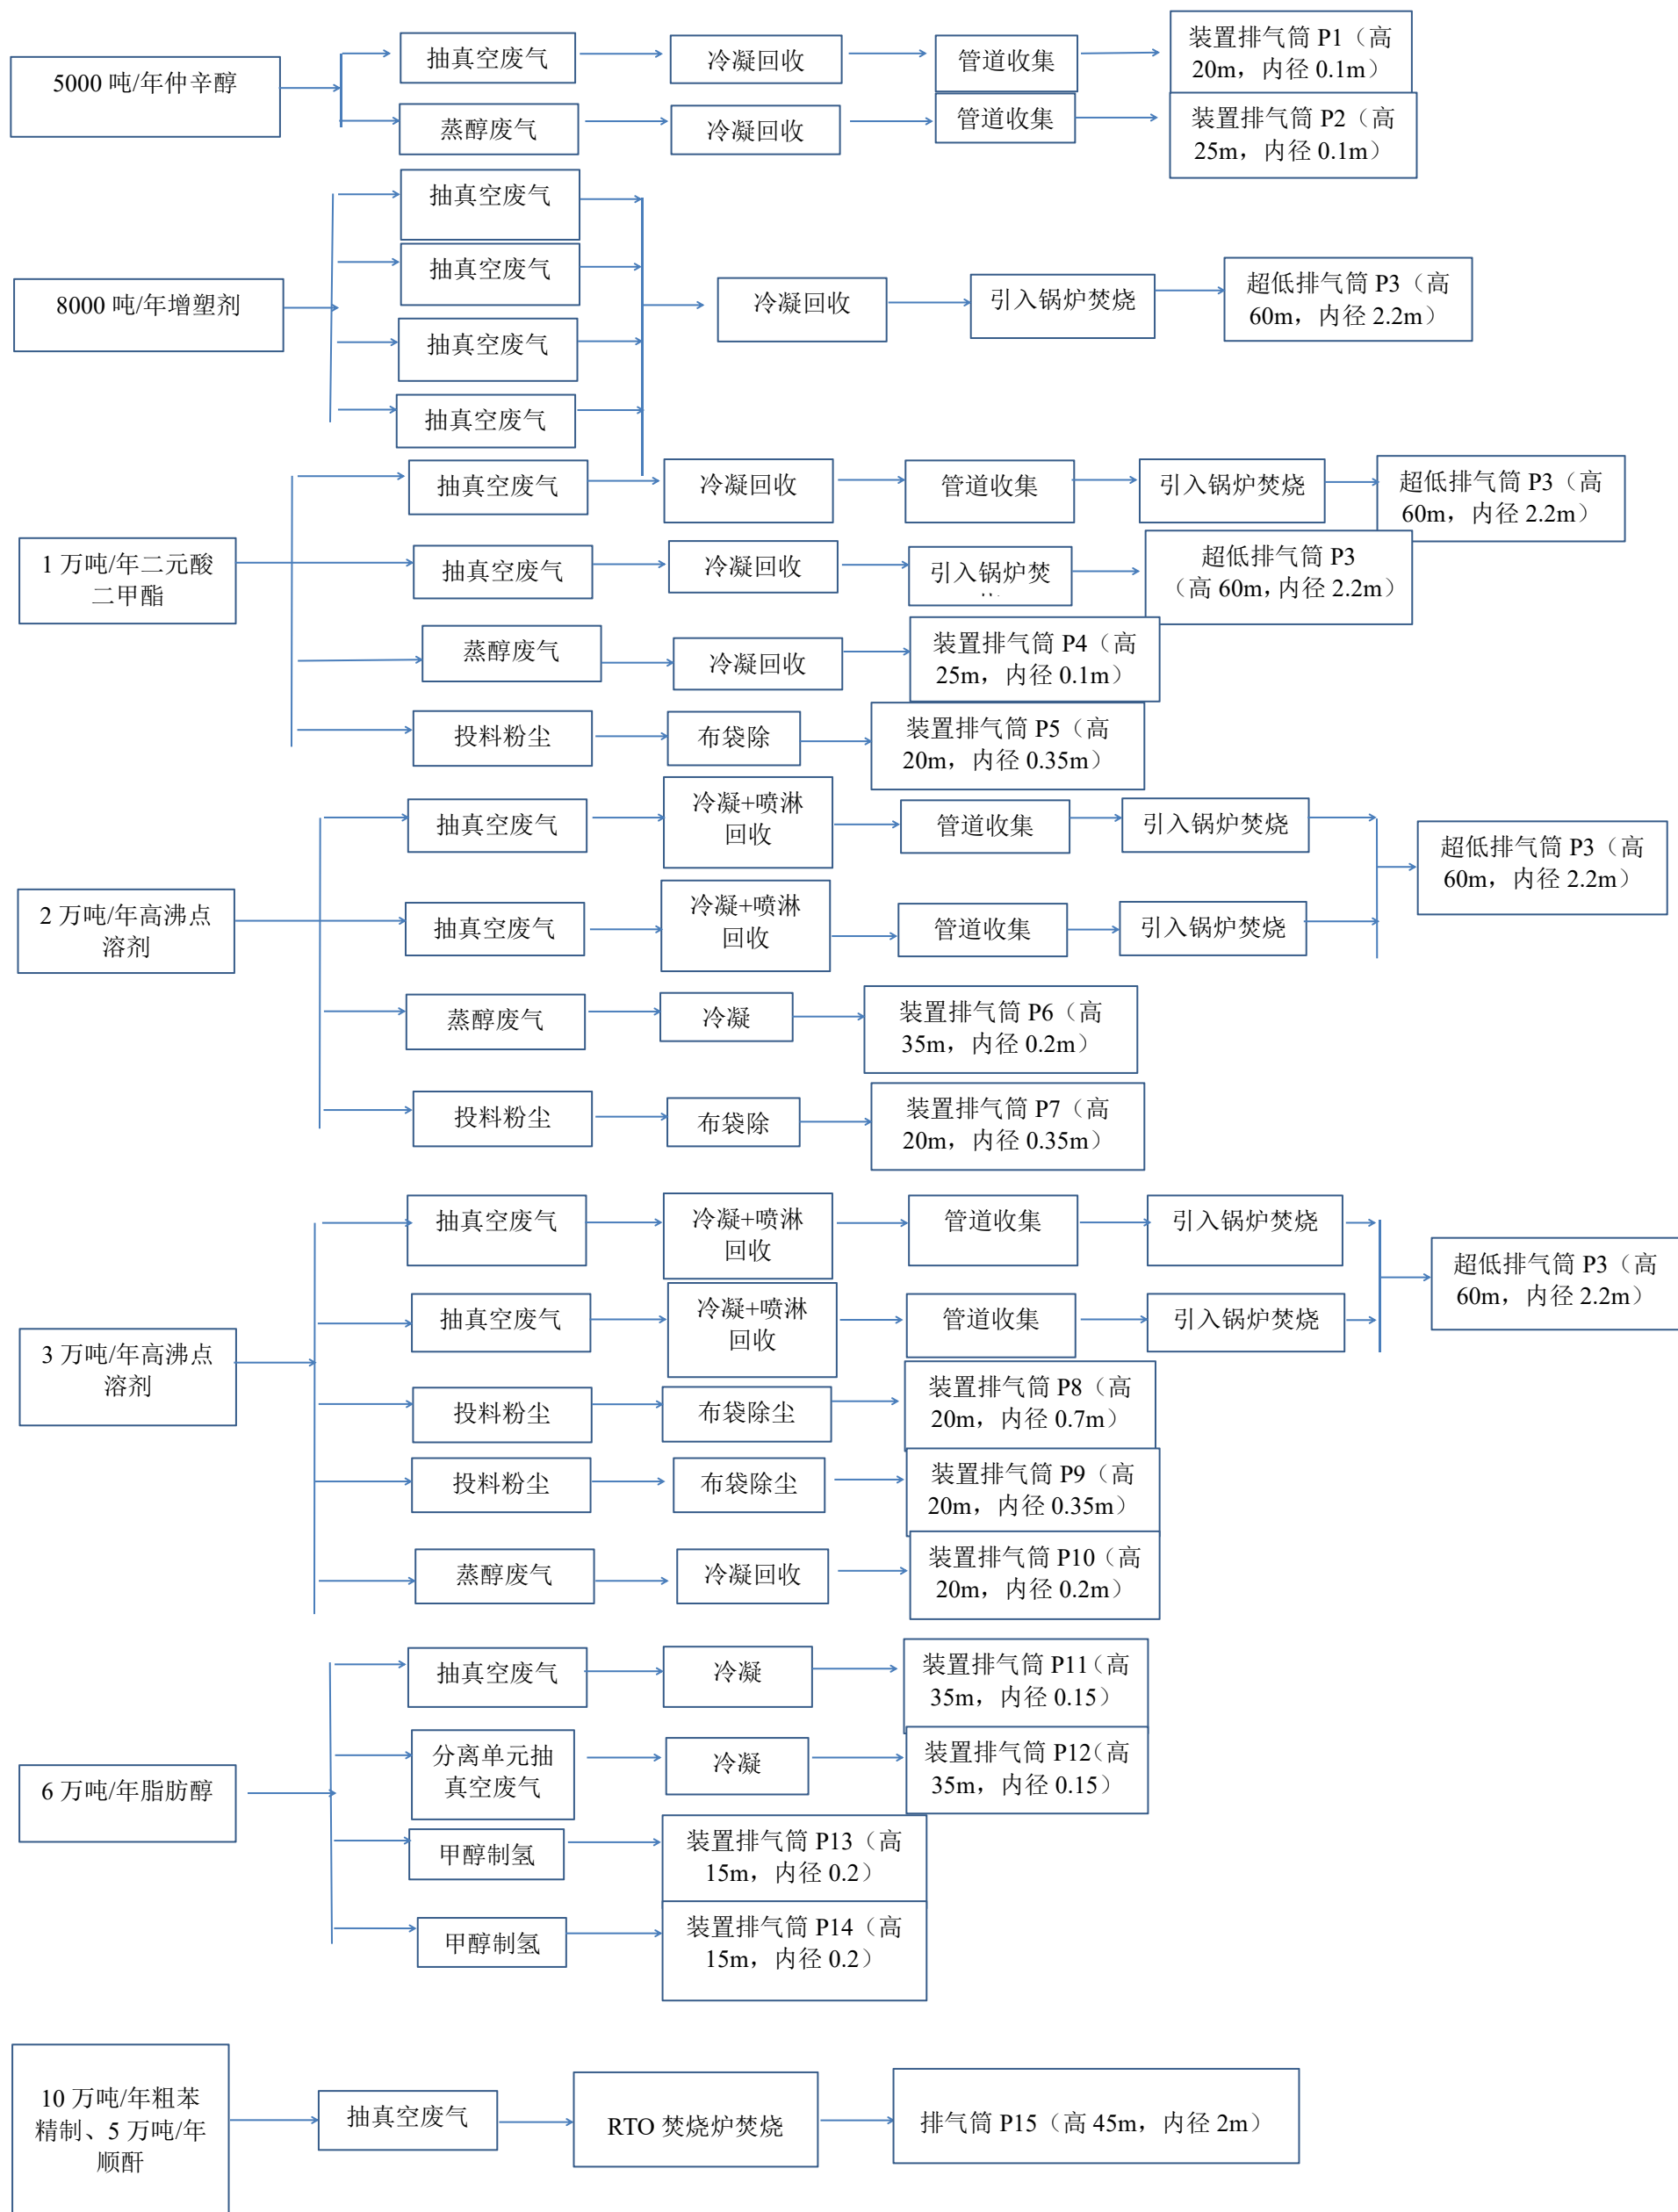 5000 吨/年仲辛醇
抽真空废气
冷凝回收
管道收集
装置排气筒 P1（高
20m，内径 0.1m）
蒸醇废气
冷凝回收
管道收集
装置排气筒 P2（高
25m，内径 0.1m）
8000 吨/年增塑剂
抽真空废气
抽真空废气
抽真空废气
抽真空废气
冷凝回收
引入锅炉焚烧
超低排气筒 P3（高
60m，内径 2.2m）
1 万吨/年二元酸
二甲酯
抽真空废气
冷凝回收
管道收集
引入锅炉焚烧
超低排气筒 P3（高
60m，内径 2.2m）
抽真空废气
冷凝回收
引入锅炉焚
超低排气筒 P3
（高 60m，内径 2.2m）
蒸醇废气
冷凝回收
装置排气筒 P4（高
25m，内径 0.1m）
投料粉尘
布袋除
装置排气筒 P5（高
20m，内径 0.35m）
2 万吨/年高沸点
溶剂
抽真空废气
冷凝+喷淋
回收
管道收集
引入锅炉焚烧
抽真空废气
冷凝+喷淋
回收
管道收集
引入锅炉焚烧
超低排气筒 P3（高
60m，内径 2.2m）
蒸醇废气
冷凝
装置排气筒 P6（高
35m，内径 0.2m）
投料粉尘
布袋除
装置排气筒 P7（高
20m，内径 0.35m）
3 万吨/年高沸点
溶剂
抽真空废气
冷凝+喷淋
回收
管道收集
引入锅炉焚烧
抽真空废气
冷凝+喷淋
回收
管道收集
引入锅炉焚烧
超低排气筒 P3（高
60m，内径 2.2m）
投料粉尘
布袋除尘
装置排气筒 P8（高
20m，内径 0.7m）
投料粉尘
布袋除尘
装置排气筒 P9（高
20m，内径 0.35m）
蒸醇废气
冷凝回收
装置排气筒 P10（高
20m，内径 0.2m）
6 万吨/年脂肪醇
抽真空废气
冷凝
装置排气筒 P11（高
35m，内径 0.15）
分离单元抽
真空废气
冷凝
装置排气筒 P12（高
35m，内径 0.15）
甲醇制氢
装置排气筒 P13（高
15m，内径 0.2）
甲醇制氢
装置排气筒 P14（高
15m，内径 0.2）
10 万吨/年粗苯
精制、5 万吨/年
顺酐
抽真空废气
RTO 焚烧炉焚烧
排气筒 P15（高 45m，内径 2m）